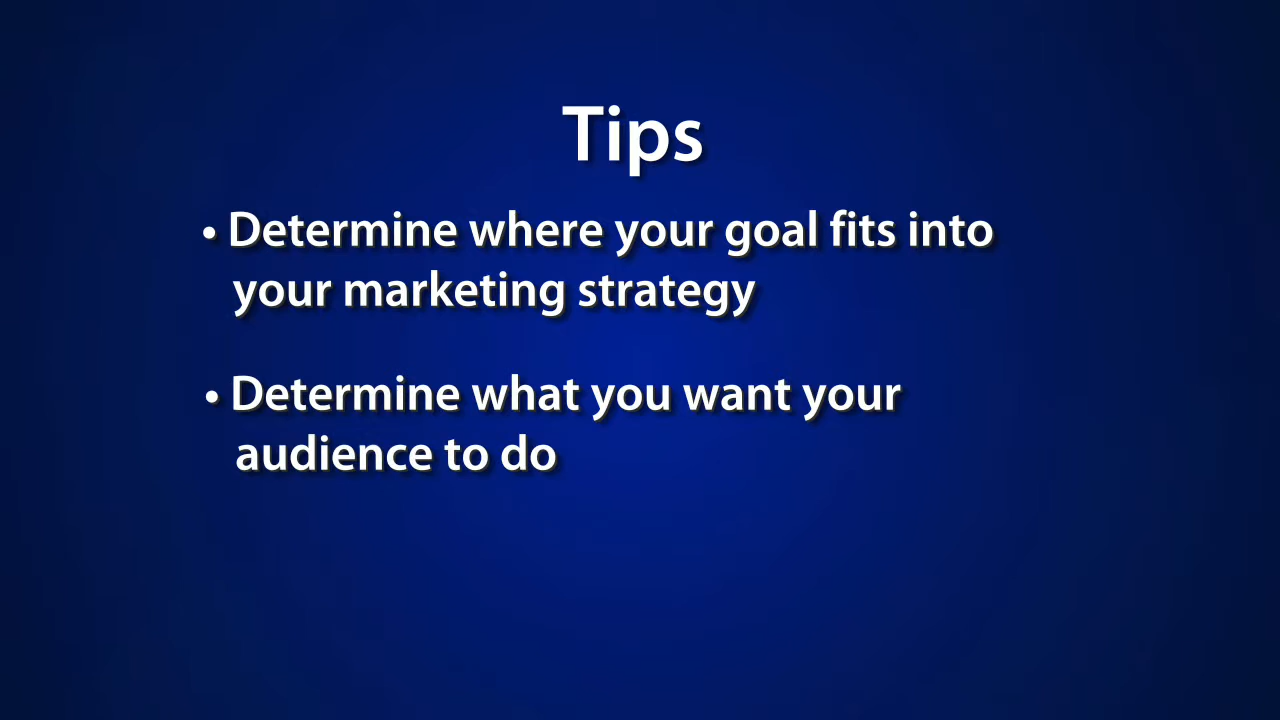 Tips
• Determine where your goal fits into
your marketing strategy
• Determine what you want your
audience to do